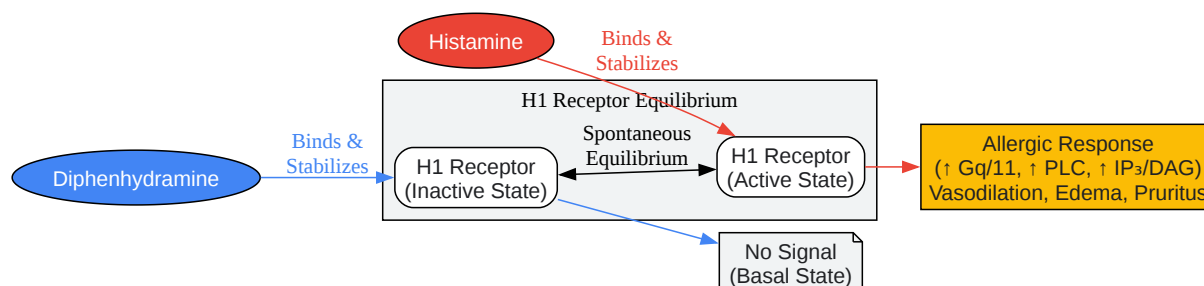 Histamine
Binds &
Stabilizes
H1 Receptor Equilibrium
Binds &
Stabilizes
Diphenhydramine
H1 Receptor
(Inactive State)
Spontaneous
Equilibrium
H1 Receptor
(Active State)
Allergic Response
(↑ Gq/11, ↑ PLC, ↑ IP₃/DAG)
Vasodilation, Edema, Pruritus
No Signal
(Basal State)